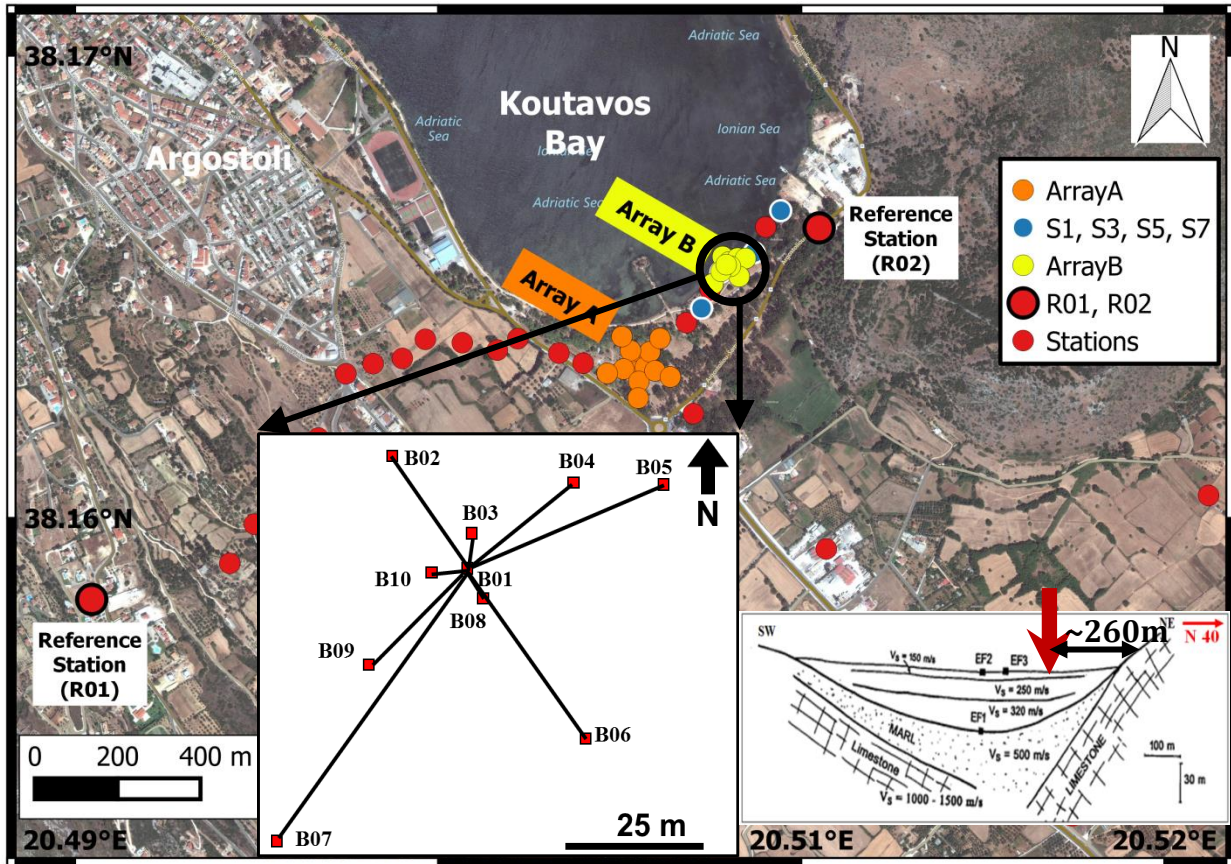 38.17°N
Adriatic Sea
N
Koutavos
Bay
Adriatic
Sea
Ionian Sea
Ionian Sea
Argostoli
Adriatic Sea
Adriatic Sea
Array B
Reference
Station
(R02)
ArrayA
S1, S3, S5, S7
ArrayB
R01, R02
Stations
Array A
B02
B04
B05
N
B03
38.16°N
B10
B01
B08
B09
B06
B07
25 m
Reference
Station
(R01)
0 200 400 m
20.49°E
SW
~260m
NE
N 40
Vs = 150 m/s
EF2
EF3
Vs = 250 m/s
Vs = 320 m/s
EF1
MARL
Vs = 500 m/s
Limestone
LIMESTONE
Vs = 1000 - 1500 m/s
100 m
30 m
20.51°E
20.52°E